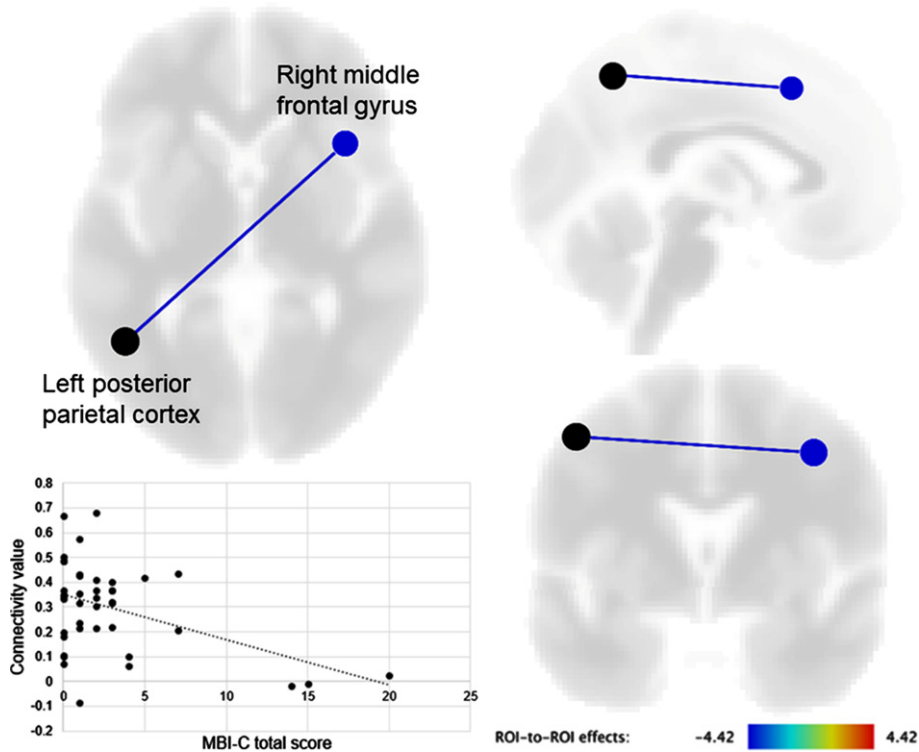 Right middle
frontal gyrus
Left posterior
parietal cortex
0.8
0.7
0.6
0.5
0.4
0.3
0.2
0.1
0
-0.1
-0.2
Connectivity value
0 5 10 15 20 25
MBI-C total score
ROI-to-ROI effects: -4.42 4.42